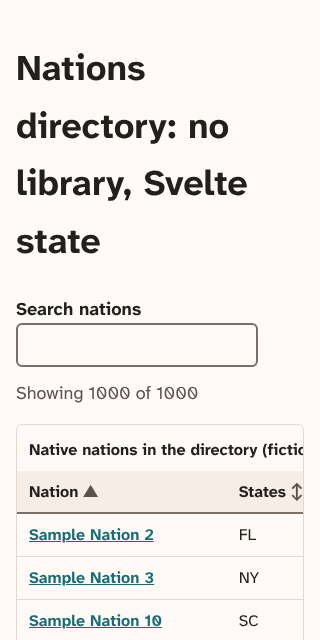 Nations
directory: no
library, Svelte
state
Search nations
Showing 1000 of 1000
Native nations in the directory (fictic
Nation ▲ States ↕
Sample Nation 2 FL
Sample Nation 3 NY
Sample Nation 10 SC